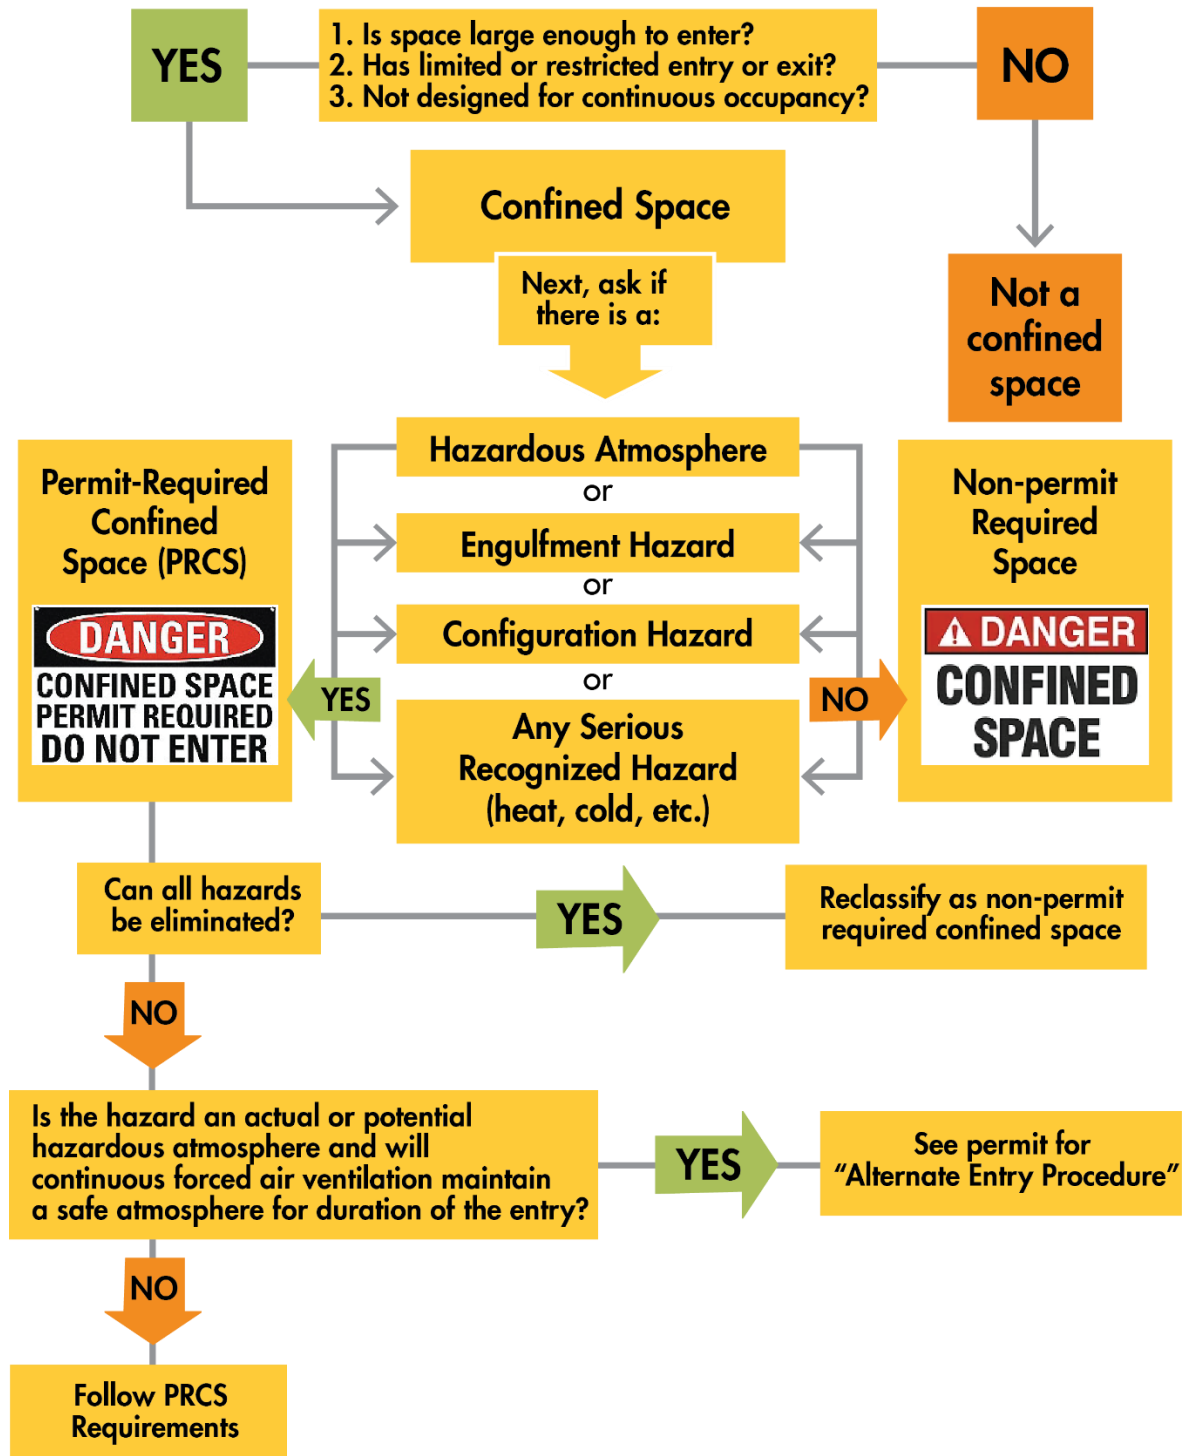 YES
1. Is space large enough to enter?
2. Has limited or restricted entry or exit?
3. Not designed for continuous occupancy?
NO
Confined Space
Next, ask if
there is a:
Not a
confined
space
Permit-Required
Confined
Space (PRCS)
DANGER
CONFINED SPACE
PERMIT REQUIRED
DO NOT ENTER
YES
Hazardous Atmosphere
or
Engulfment Hazard
or
Configuration Hazard
or
Any Serious
Recognized Hazard
(heat, cold, etc.)
NO
Non-permit
Required
Space
DANGER
CONFINED
SPACE
Can all hazards
be eliminated?
YES
Reclassify as non-permit
required confined space
NO
Is the hazard an actual or potential
hazardous atmosphere and will
continuous forced air ventilation maintain
a safe atmosphere for duration of the entry?
YES
See permit for
“Alternate Entry Procedure”
NO
Follow PRCS
Requirements